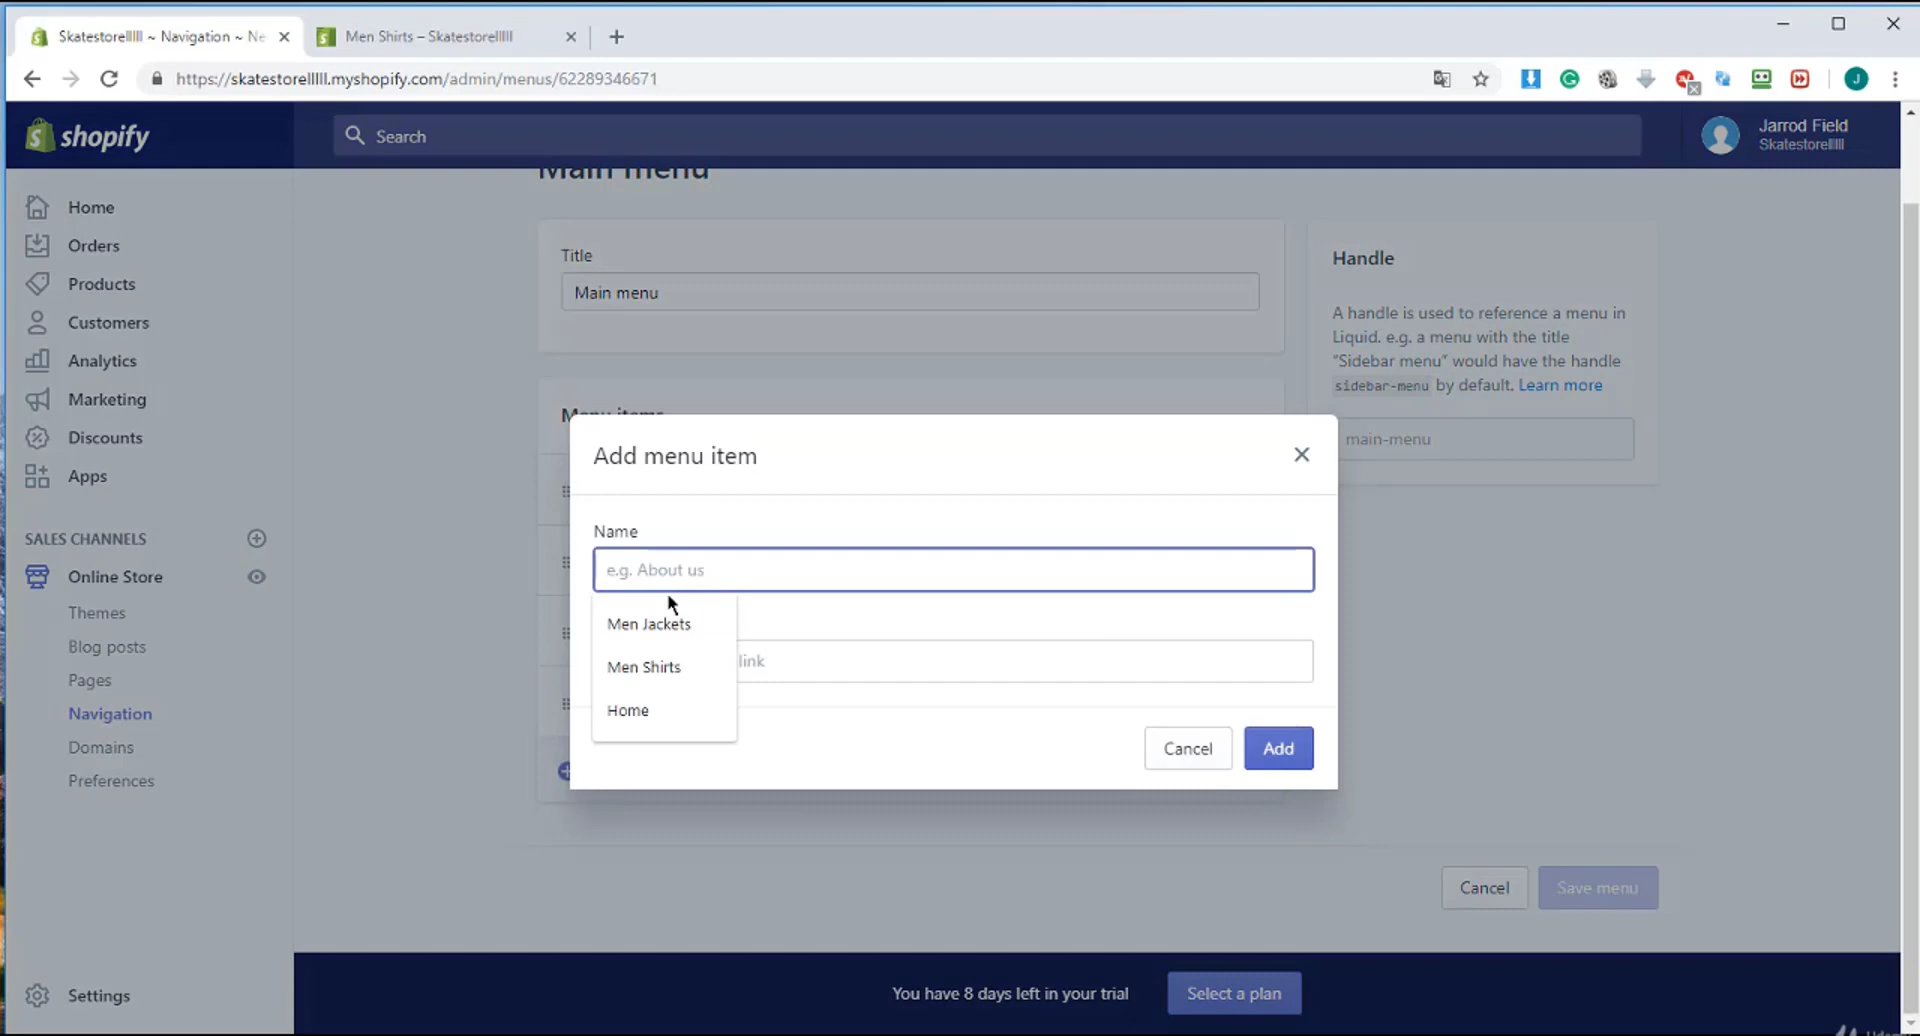 Skatestorellll ~ Navigation ~ Ne
Men Shirts – Skatestorellll
https://skatestorellll.myshopify.com/admin/menus/62289346671
J
shopify
Search
Jarrod Field
Skatestorellll
Home
Orders
Products
Customers
Analytics
Marketing
Discounts
Apps
SALES CHANNELS
Online Store
Themes
Blog posts
Pages
Navigation
Domains
Preferences
Settings
Main menu
Title
Main menu
Handle
A handle is used to reference a menu in
Liquid. e.g. a menu with the title
“Sidebar menu” would have the handle
sidebar-menu by default. Learn more
main-menu
Menu items
Add menu item
Name
e.g. About us
Men Jackets
Men Shirts
Home
link
Cancel
Add
Cancel
Save menu
You have 8 days left in your trial
Select a plan